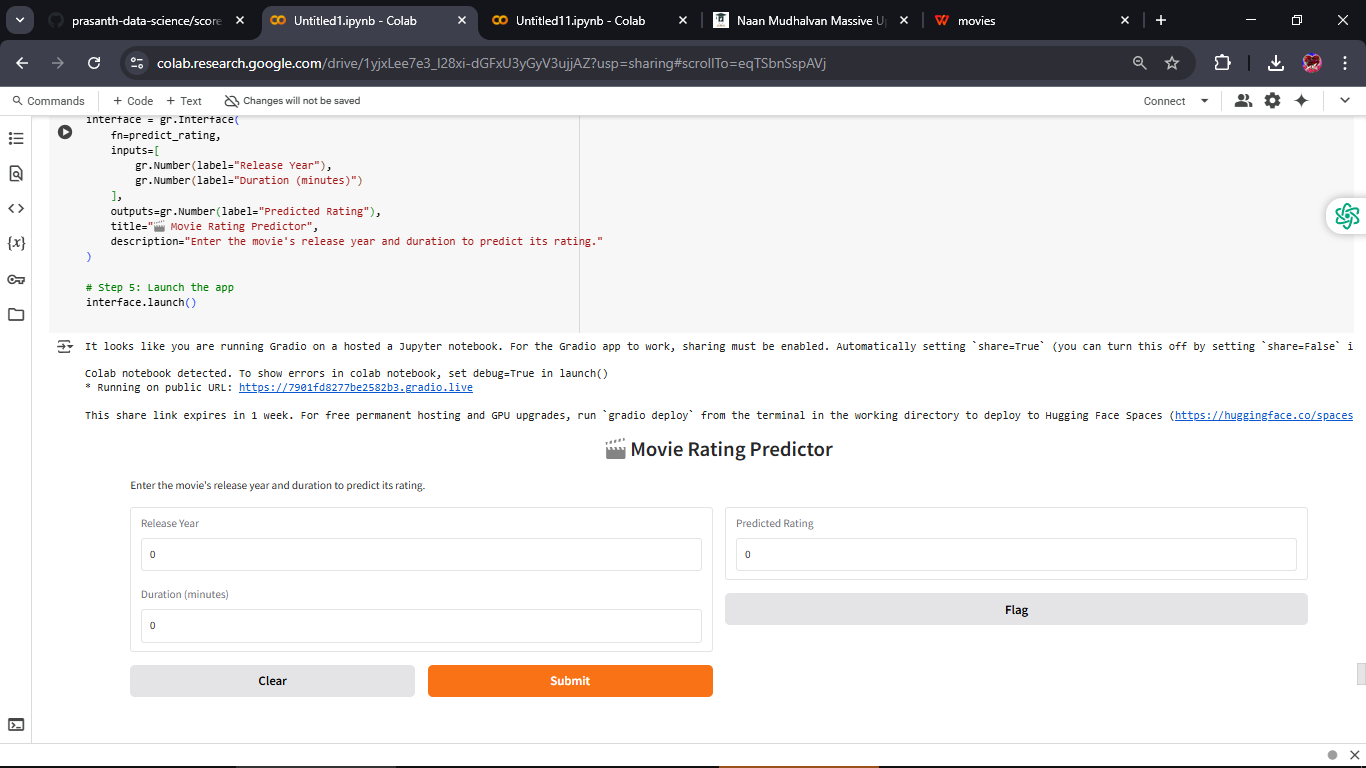 prasanth-data-science/score
Untitled1.ipynb - Colab
Untitled11.ipynb - Colab
Naan Mudhalvan Massive Up
movies
colab.research.google.com/drive/1yjxLee7e3_l28xi-dGFxU3yGyV3ujjAZ?usp=sharing#scrollTo=eqTSbnSspAVj
Commands
+ Code
+ Text
Changes will not be saved
Connect
interface = gr.Interface(
fn=predict_rating,
inputs=[
gr.Number(label="Release Year"),
gr.Number(label="Duration (minutes)")
],
outputs=gr.Number(label="Predicted Rating"),
title="🎬 Movie Rating Predictor",
description="Enter the movie's release year and duration to predict its rating."
)
# Step 5: Launch the app
interface.launch()
It looks like you are running Gradio on a hosted a Jupyter notebook. For the Gradio app to work, sharing must be enabled. Automatically setting `share=True` (you can turn this off by setting `share=False` i
Colab notebook detected. To show errors in colab notebook, set debug=True in launch()
* Running on public URL: https://7901fd8277be2582b3.gradio.live
This share link expires in 1 week. For free permanent hosting and GPU upgrades, run `gradio deploy` from the terminal in the working directory to deploy to Hugging Face Spaces (https://huggingface.co/spaces
🎬 Movie Rating Predictor
Enter the movie's release year and duration to predict its rating.
Release Year
0
Duration (minutes)
0
Clear
Submit
Predicted Rating
0
Flag